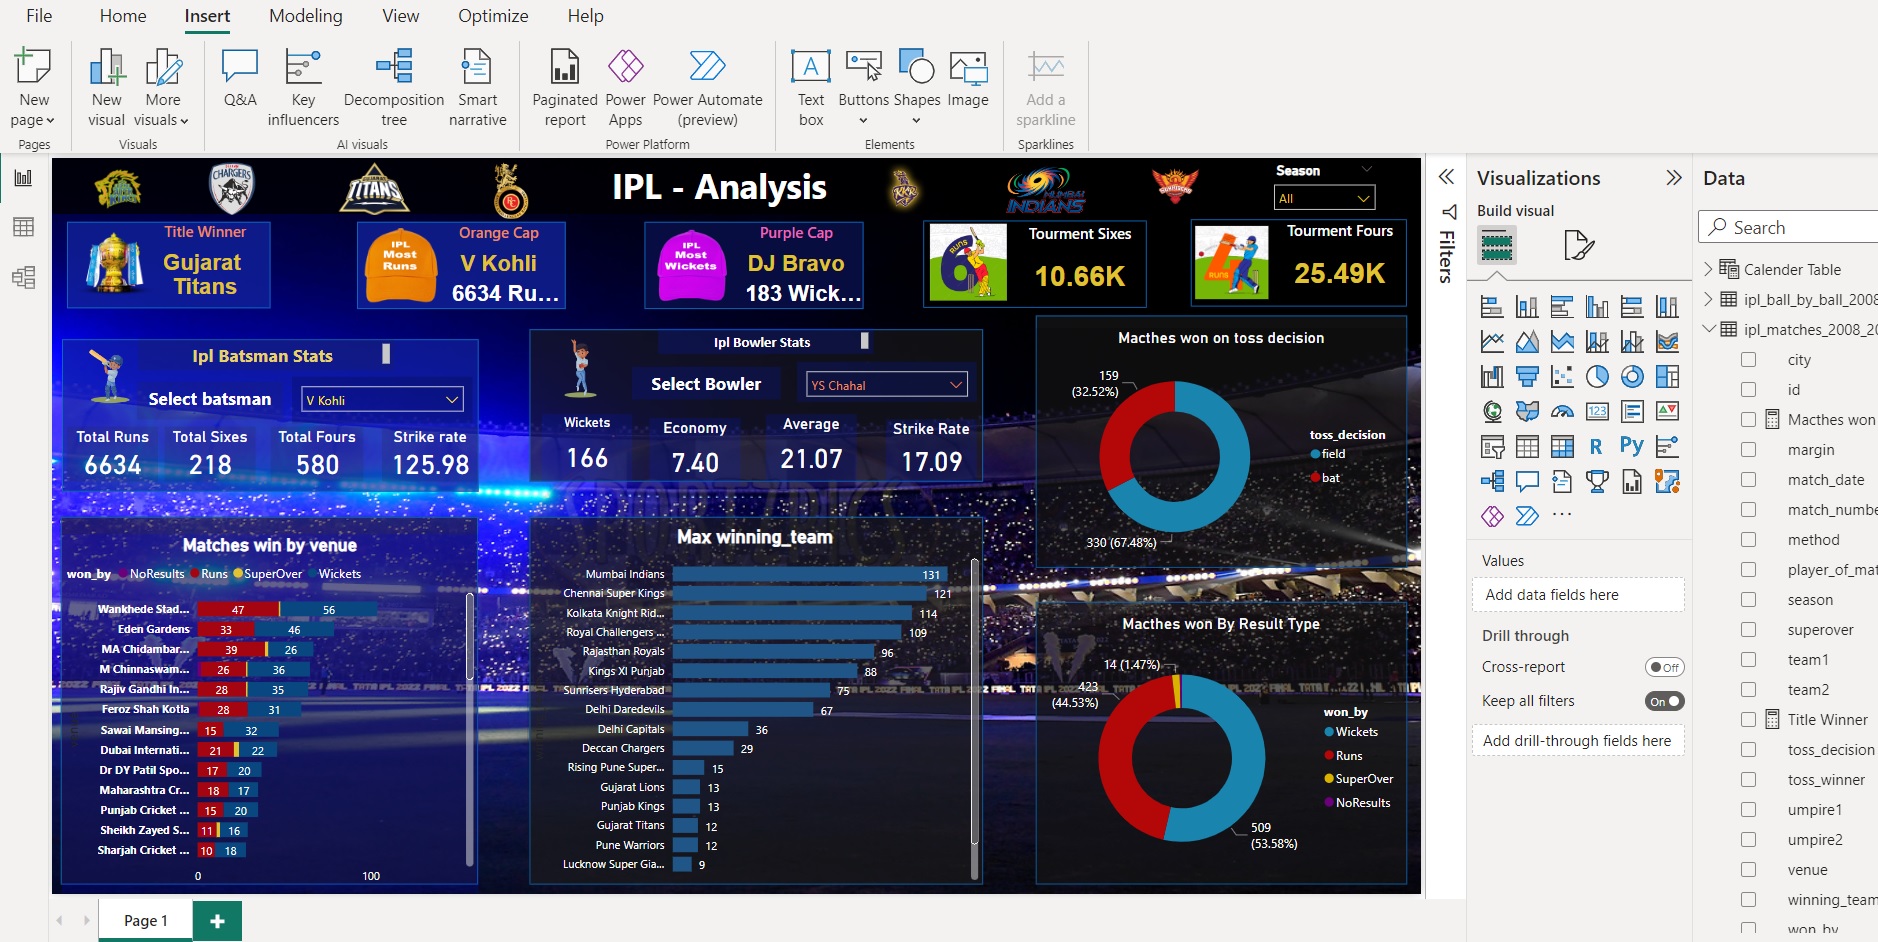 File Home Insert Modeling View Optimize Help
New page
New visual
More visuals
Q&A
Key influencers
Decomposition tree
Smart narrative
Paginated report
Power Apps
Power Automate (preview)
Text box
Buttons
Shapes
Image
Add a sparkline
Pages
Visuals
AI visuals
Power Platform
Elements
Sparklines
CHARGERS
TITANS
IPL - Analysis
KKR
MUMBAI INDIANS
Season
All
Title Winner
Gujarat Titans
IPL Most Runs
Orange Cap
V Kohli
6634 Ru...
IPL Most Wickets
Purple Cap
DJ Bravo
183 Wick...
RUNS
Tourment Sixes
10.66K
RUNS
Tourment Fours
25.49K
Ipl Batsman Stats
Select batsman
V Kohli
Total Runs Total Sixes Total Fours Strike rate
6634 218 580 125.98
Ipl Bowler Stats
Select Bowler
YS Chahal
Wickets Economy Average Strike Rate
166 7.40 21.07 17.09
Macthes won on toss decision
159
(32.52%)
330 (67.48%)
toss_decision
field
bat
Matches win by venue
won_by NoResults Runs SuperOver Wickets
Wankhede Stad... 47 56
Eden Gardens 33 46
MA Chidambar... 39 26
M Chinnaswam... 26 36
Rajiv Gandhi In... 28 35
Feroz Shah Kotla 28 31
Sawai Mansing... 15 32
Dubai Internati... 21 22
Dr DY Patil Spo... 17 20
Maharashtra Cr... 18 17
Punjab Cricket ... 15 20
Sheikh Zayed S... 11 16
Sharjah Cricket ... 10 18
0 100
Max winning_team
Mumbai Indians 131
Chennai Super Kings 121
Kolkata Knight Rid... 114
Royal Challengers ... 109
Rajasthan Royals 96
Kings XI Punjab 88
Sunrisers Hyderabad 75
Delhi Daredevils 67
Delhi Capitals 36
Deccan Chargers 29
Rising Pune Super... 15
Gujarat Lions 13
Punjab Kings 13
Gujarat Titans 12
Pune Warriors 12
Lucknow Super Gia... 9
Macthes won By Result Type
14 (1.47%)
423
(44.53%)
509
(53.58%)
won_by
Wickets
Runs
SuperOver
NoResults
Page 1
Filters
Visualizations
Build visual
123
R
Py
Values
Add data fields here
Drill through
Cross-report
Off
Keep all filters
On
Add drill-through fields here
Data
Search
Calender Table
ipl_ball_by_ball_2008
ipl_matches_2008_20
city
id
Macthes won
margin
match_date
match_numbe
method
player_of_mat
season
superover
team1
team2
Title Winner
toss_decision
toss_winner
umpire1
umpire2
venue
winning_team
won_by